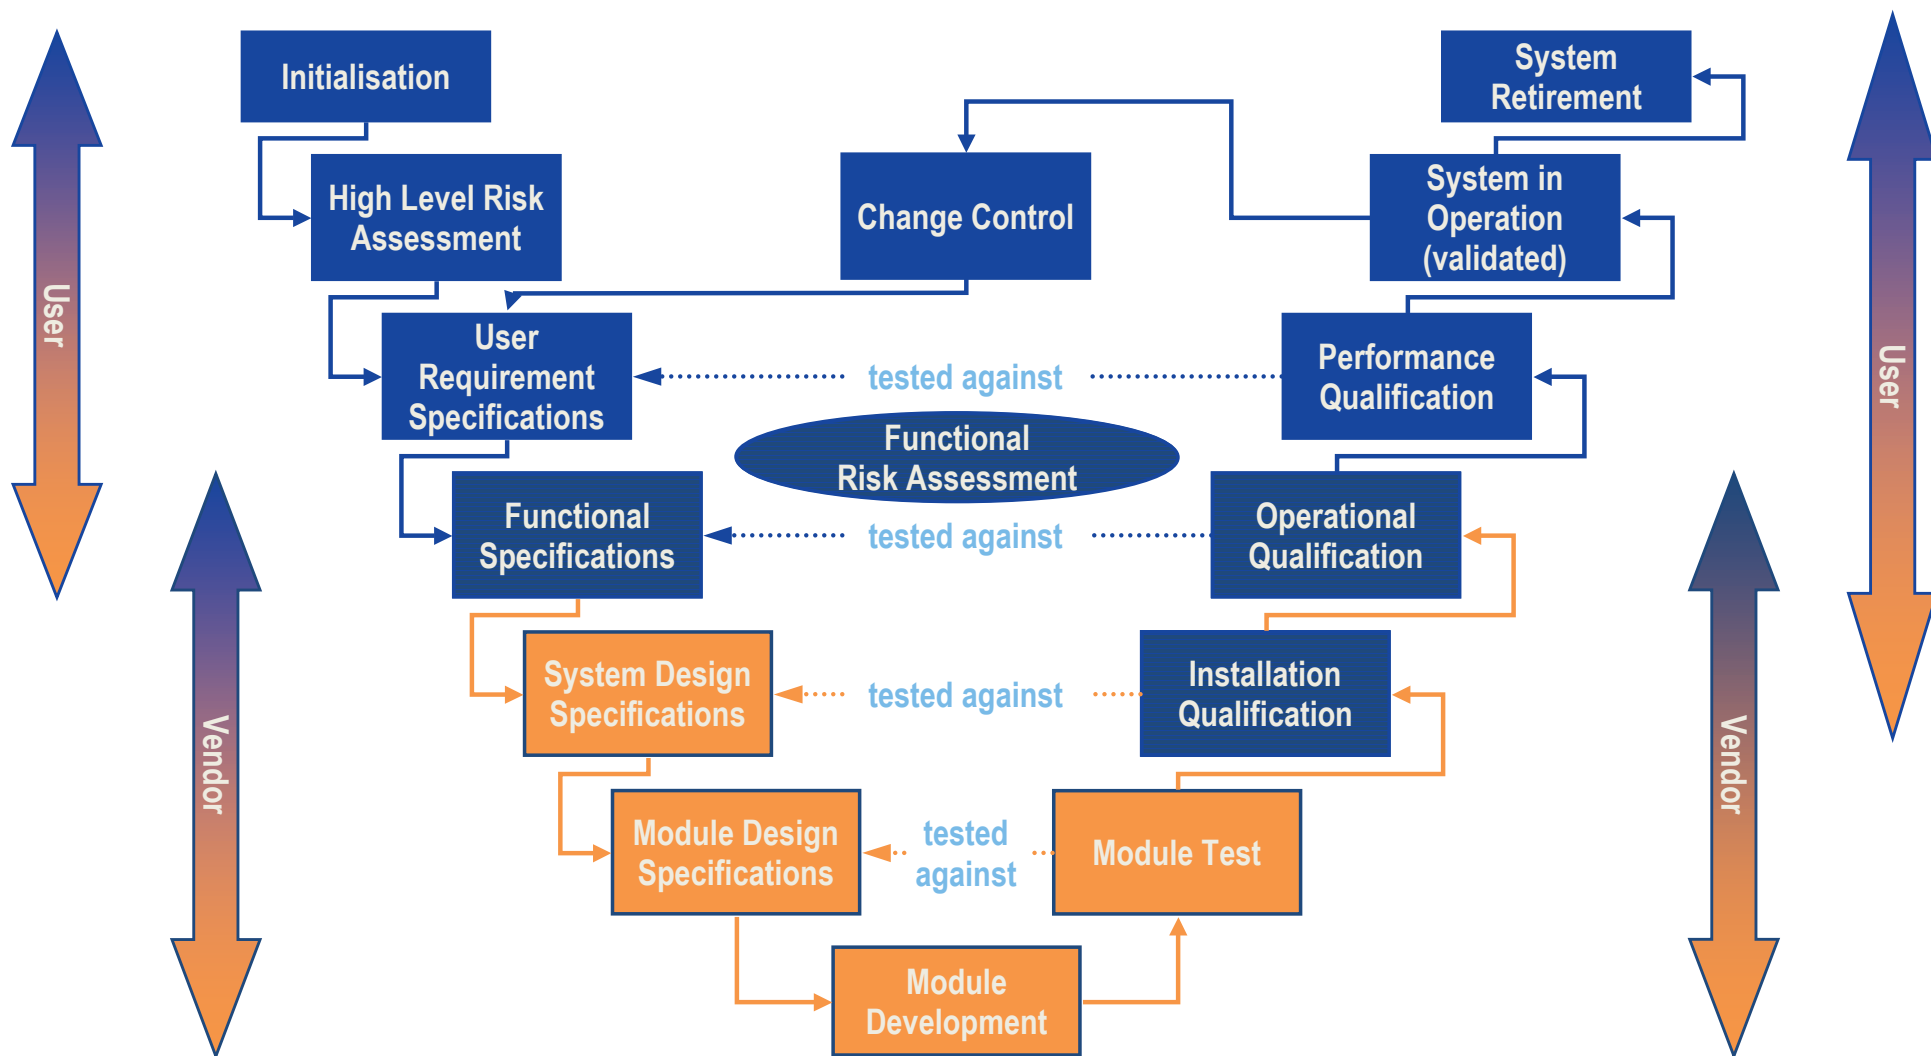 Initialisation
System
Retirement
High Level Risk
Assessment
Change Control
System in
Operation
(validated)
User
User
User
Requirement
Specifications
tested against
Performance
Qualification
Functional
Risk Assessment
Functional
Specifications
tested against
Operational
Qualification
System Design
Specifications
tested against
Installation
Qualification
Vendor
Vendor
Module Design
Specifications
tested
against
Module Test
Module
Development